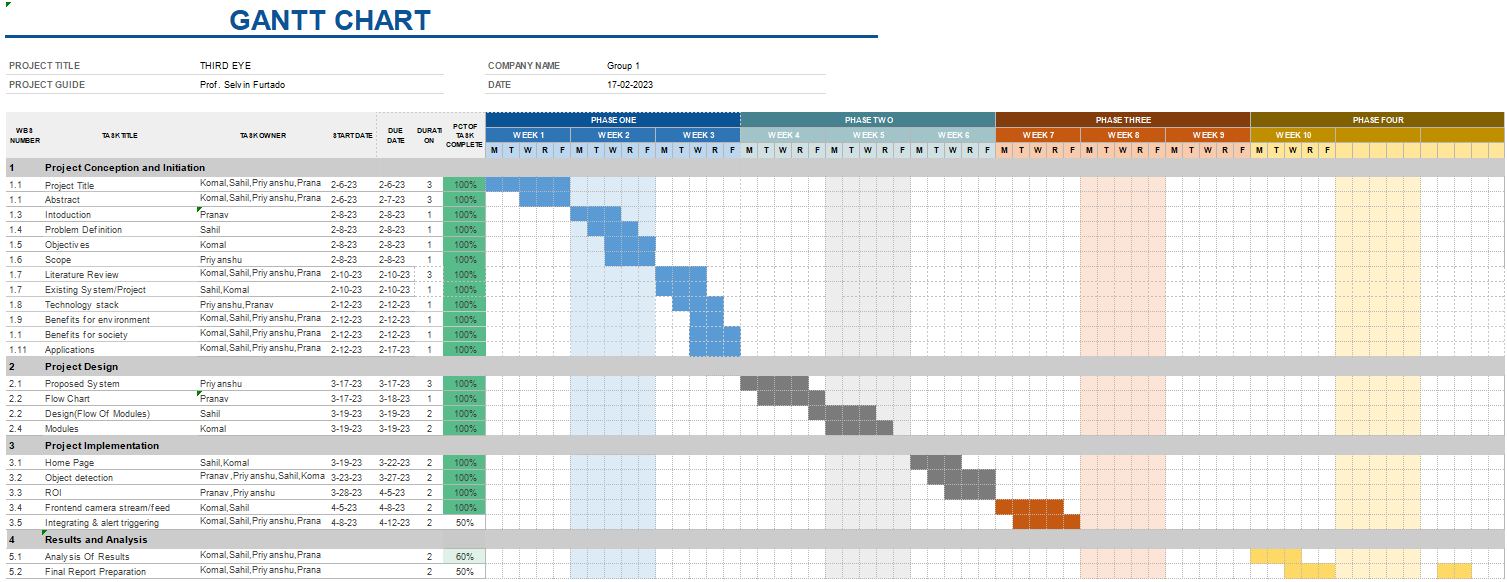 GANTT CHART
PROJECT TITLE THIRD EYE COMPANY NAME Group 1
PROJECT GUIDE Prof. Selvin Furtado DATE 17-02-2023
WBS NUMBER TASK TITLE TASK OWNER START DATE DUE DATE DURATION PCT OF TASK COMPLETE PHASE ONE PHASE TWO PHASE THREE PHASE FOUR
WEEK 1 WEEK 2 WEEK 3 WEEK 4 WEEK 5 WEEK 6 WEEK 7 WEEK 8 WEEK 9 WEEK 10
M T W R F M T W R F M T W R F M T W R F M T W R F M T W R F M T W R F M T W R F M T W R F M T W R F
1 Project Conception and Initiation
1.1 Project Title Komal,Sahil,Priyanshu,Prana 2-6-23 2-6-23 3 100%
1.1 Abstract Komal,Sahil,Priyanshu,Prana 2-6-23 2-7-23 3 100%
1.3 Intoduction Pranav 2-8-23 2-8-23 1 100%
1.4 Problem Definition Sahil 2-8-23 2-8-23 1 100%
1.5 Objectives Komal 2-8-23 2-8-23 1 100%
1.6 Scope Priyanshu 2-8-23 2-8-23 1 100%
1.7 Literature Review Komal,Sahil,Priyanshu,Prana 2-10-23 2-10-23 3 100%
1.7 Existing System/Project Sahil,Komal 2-10-23 2-10-23 1 100%
1.8 Technology stack Priyanshu,Pranav 2-12-23 2-12-23 1 100%
1.9 Benefits for environment Komal,Sahil,Priyanshu,Prana 2-12-23 2-12-23 1 100%
1.1 Benefits for society Komal,Sahil,Priyanshu,Prana 2-12-23 2-12-23 1 100%
1.11 Applications Komal,Sahil,Priyanshu,Prana 2-12-23 2-17-23 1 100%
2 Project Design
2.1 Proposed System Priyanshu 3-17-23 3-17-23 3 100%
2.2 Flow Chart Pranav 3-17-23 3-18-23 1 100%
2.2 Design(Flow Of Modules) Sahil 3-19-23 3-19-23 2 100%
2.4 Modules Komal 3-19-23 3-19-23 2 100%
3 Project Implementation
3.1 Home Page Sahil,Komal 3-19-23 3-22-23 2 100%
3.2 Object detection Pranav,Priyanshu,Sahil,Koma 3-23-23 3-27-23 2 100%
3.3 ROI Pranav,Priyanshu 3-28-23 4-5-23 2 100%
3.4 Frontend camera stream/feed Komal,Sahil 4-5-23 4-8-23 2 100%
3.5 Integrating & alert triggering Komal,Sahil,Priyanshu,Prana 4-8-23 4-12-23 2 50%
4 Results and Analysis
5.1 Analysis Of Results Komal,Sahil,Priyanshu,Prana 2 60%
5.2 Final Report Preparation Komal,Sahil,Priyanshu,Prana 2 50%